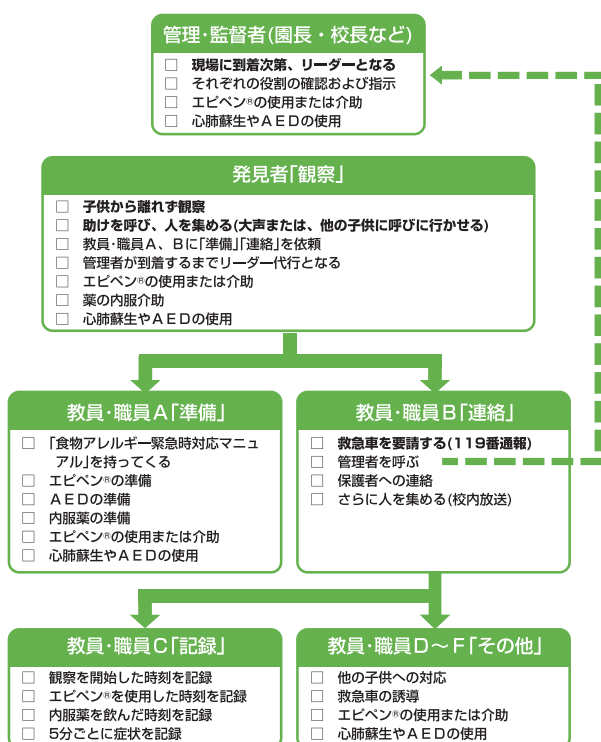 管理・監督者(園長・校長など)
□ 現場に到着次第、リーダーとなる
□ それぞれの役割の確認および指示
□ エピペン®の使用または介助
□ 心肺蘇生やAEDの使用
発見者「観察」
□ 子供から離れず観察
□ 助けを呼び、人を集める(大声または、他の子供に呼びに行かせる)
□ 教員・職員A、Bに「準備」「連絡」を依頼
□ 管理者が到着するまでリーダー代行となる
□ エピペン®の使用または介助
□ 薬の内服介助
□ 心肺蘇生やAEDの使用
教員・職員A「準備」
□ 「食物アレルギー緊急時対応マニュ
アル」を持ってくる
□ エピペン®の準備
□ AEDの準備
□ 内服薬の準備
□ エピペン®の使用または介助
□ 心肺蘇生やAEDの使用
教員・職員B「連絡」
□ 救急車を要請する(119番通報)
□ 管理者を呼ぶ
□ 保護者への連絡
□ さらに人を集める(校内放送)
教員・職員C「記録」
□ 観察を開始した時刻を記録
□ エピペン®を使用した時刻を記録
□ 内服薬を飲んだ時刻を記録
□ 5分ごとに症状を記録
教員・職員D～F「その他」
□ 他の子供への対応
□ 救急車の誘導
□ エピペン®の使用または介助
□ 心肺蘇生やAEDの使用